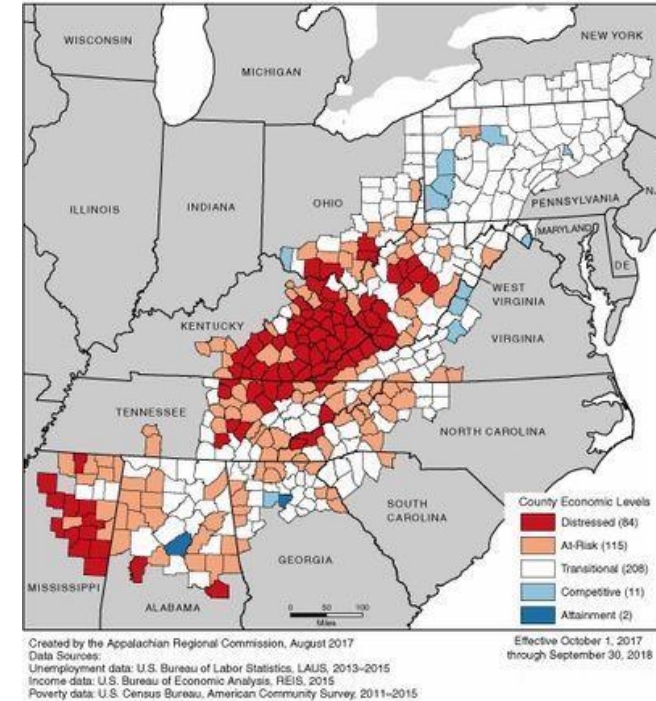 WISCONSIN
NEW YORK
MICHIGAN
ILLINOIS
INDIANA
OHIO
PENNSYLVANIA
MARYLAND
DE
WEST
VIRGINIA
KENTUCKY
VIRGINIA
TENNESSEE
NORTH CAROLINA
SOUTH
CAROLINA
GEORGIA
MISSISSIPPI
ALABAMA
County Economic Levels
Distressed (84)
At-Risk (115)
Transitional (208)
Competitive (11)
Attainment (2)
0 50 100
Miles
Created by the Appalachian Regional Commission, August 2017
Data Sources:
Unemployment data: U.S. Bureau of Labor Statistics, LAUS, 2013–2015
Income data: U.S. Bureau of Economic Analysis, REIS, 2015
Poverty data: U.S. Census Bureau, American Community Survey, 2011–2015
Effective October 1, 2017
through September 30, 2018